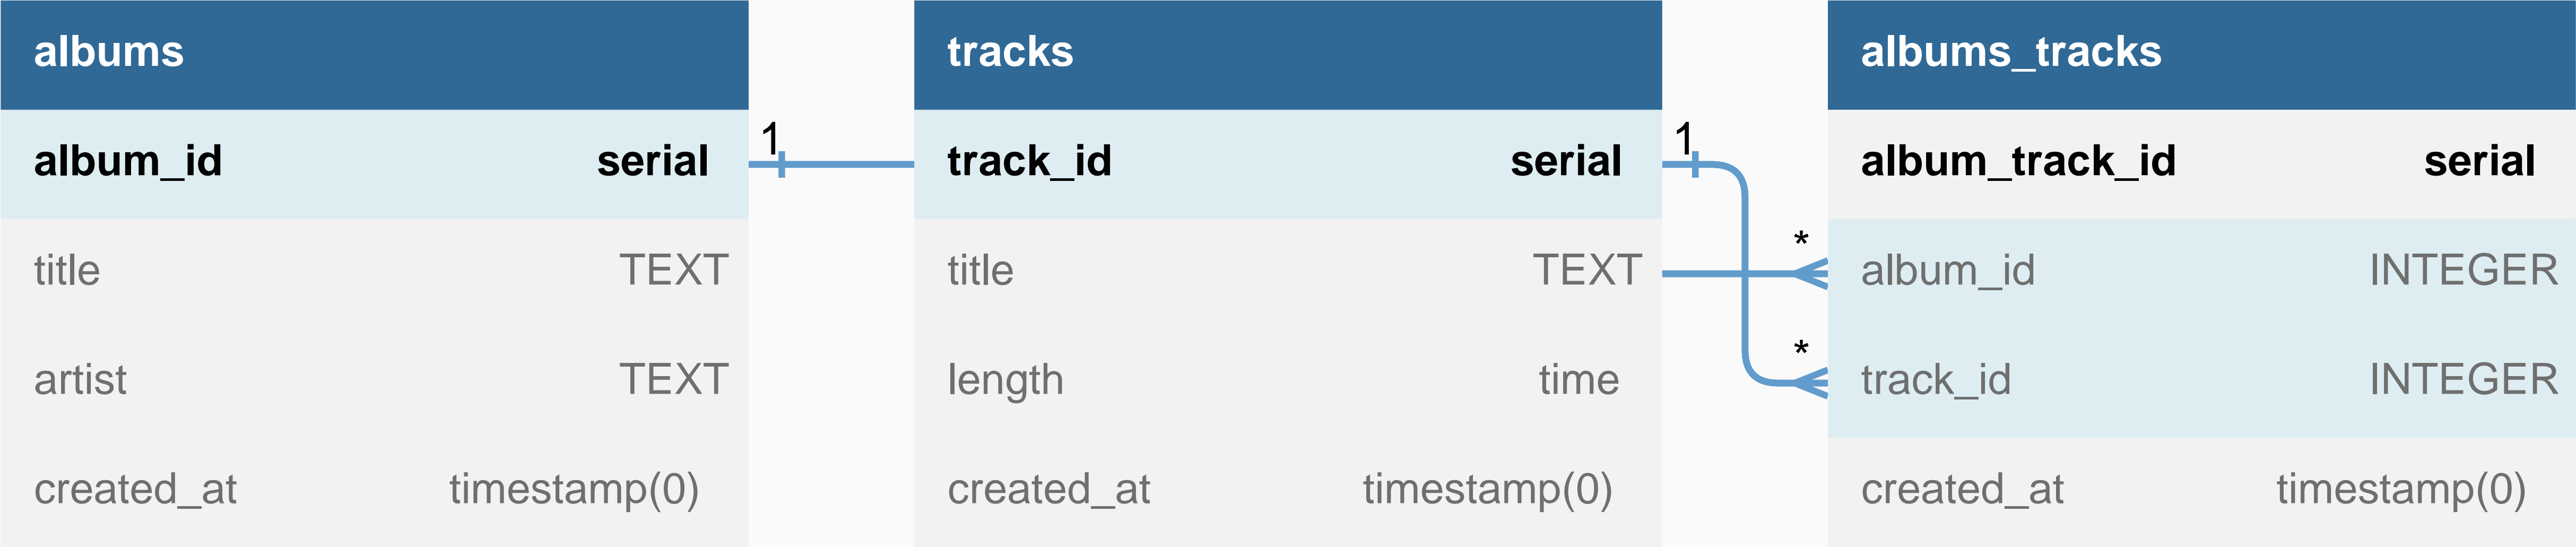 albums
album_id serial
title TEXT
artist TEXT
created_at timestamp(0)
1
tracks
track_id serial
title TEXT
length time
created_at timestamp(0)
1
*
*
albums_tracks
album_track_id serial
album_id INTEGER
track_id INTEGER
created_at timestamp(0)